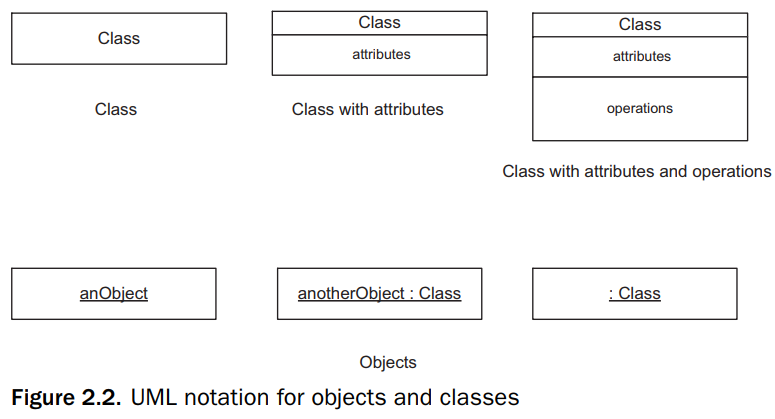 Class
Class
attributes
Class
attributes
operations
Class
Class with attributes
Class with attributes and operations
anObject
anotherObject : Class
: Class
Objects
Figure 2.2. UML notation for objects and classes